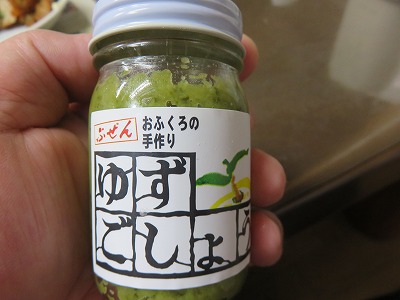 ぶぜん
おふくろの
手作り
ゆず
ごしょう